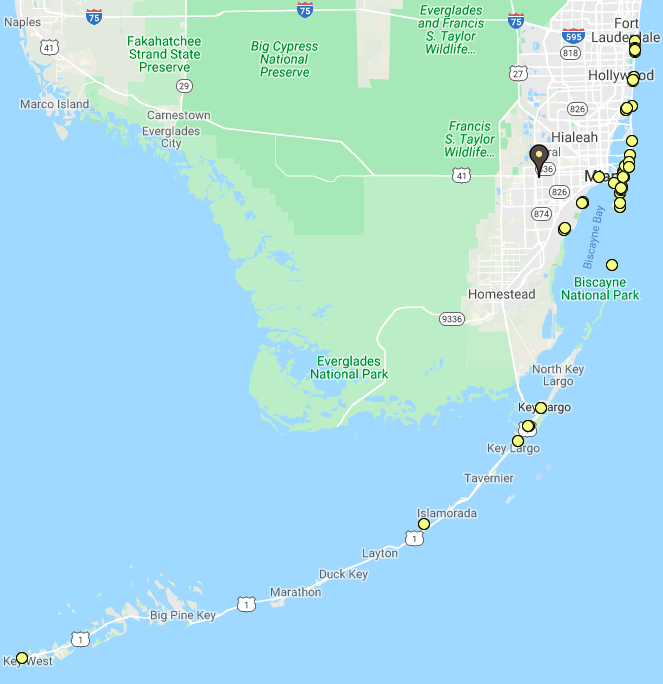 Everglades
and Francis
S. Taylor
Wildlife...
Fort
Lauderdale
Naples
75
75
75
595
818
41
Fakahatchee
Strand State
Preserve
Big Cypress
National
Preserve
27
Hollywood
29
Marco Island
Carnestown
Everglades
City
826
Francis
S. Taylor
Wildlife...
Hialeah
836
41
826
874
Biscayne Bay
Homestead
Biscayne
National Park
9336
Everglades
National Park
North Key
Largo
Key Largo
Key Largo
Tavernier
Islamorada
1
Layton
Duck Key
Marathon
1
Big Pine Key
1
Key West